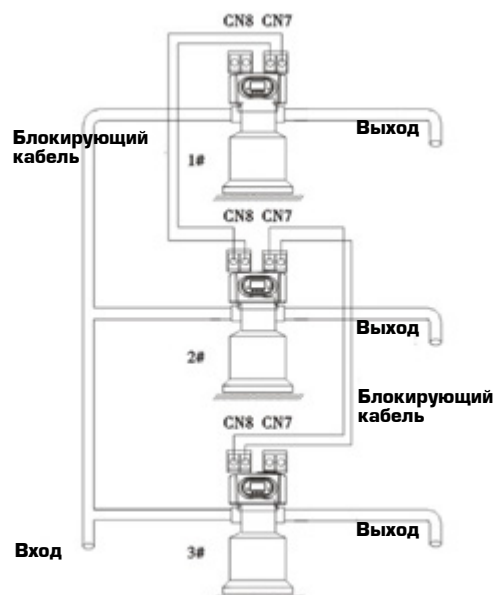 CN8 CN7
Блокирующий
кабель
Выход
1#
CN8 CN7
Выход
2#
Блокирующий
кабель
CN8 CN7
Выход
Вход
3#